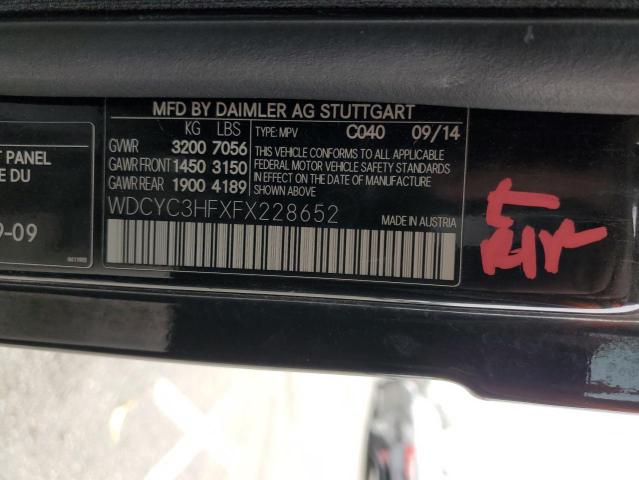 MFD BY DAIMLER AG STUTTGART
KG LBS
GVWR 3200 7056
GAWR FRONT 1450 3150
GAWR REAR 1900 4189
TYPE: MPV C040 09/14
THIS VEHICLE CONFORMS TO ALL APPLICABLE
FEDERAL MOTOR VEHICLE SAFETY STANDARDS
IN EFFECT ON THE DATE OF MANUFACTURE
SHOWN ABOVE
WDCYC3HFXFX228652
MADE IN AUSTRIA
T PANEL
E DU
9-09